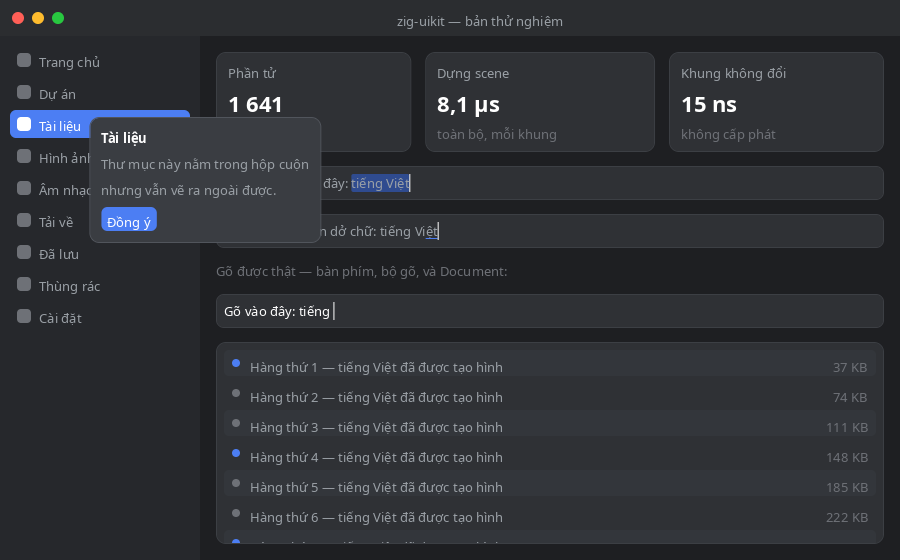 zig-uikit — bản thử nghiệm
Trang chủ
Dự án
Tài liệu
Hình ảnh
Âm nhạc
Tải về
Đã lưu
Thùng rác
Cài đặt
Tài liệu
Thư mục này nằm trong hộp cuộn
nhưng vẫn vẽ ra ngoài được.
Đồng ý
Phần tử
1 641
Dựng scene
8,1 µs
toàn bộ, mỗi khung
Khung không đổi
15 ns
không cấp phát
đây: tiếng Việt
dở chữ: tiếng Việt
Gõ được thật — bàn phím, bộ gõ, và Document:
Gõ vào đây: tiếng
Hàng thứ 1 — tiếng Việt đã được tạo hình 37 KB
Hàng thứ 2 — tiếng Việt đã được tạo hình 74 KB
Hàng thứ 3 — tiếng Việt đã được tạo hình 111 KB
Hàng thứ 4 — tiếng Việt đã được tạo hình 148 KB
Hàng thứ 5 — tiếng Việt đã được tạo hình 185 KB
Hàng thứ 6 — tiếng Việt đã được tạo hình 222 KB